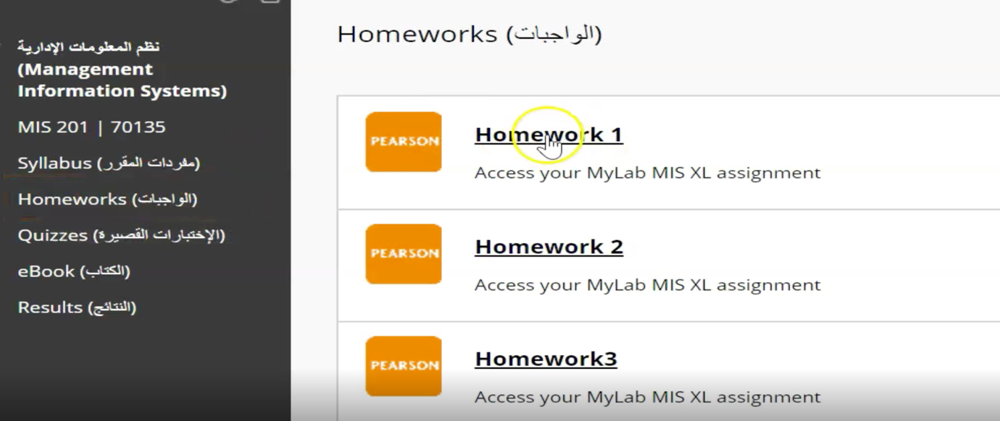 نظم المعلومات الإدارية
(Management
Information Systems)
MIS 201 | 70135
Syllabus (مفردات المقرر)
Homeworks (الواجبات)
Quizzes (الإختبارات القصيرة)
eBook (الكتاب)
Results (النتائج)
Homeworks (الواجبات)
PEARSON
Homework 1
Access your MyLab MIS XL assignment
PEARSON
Homework 2
Access your MyLab MIS XL assignment
PEARSON
Homework3
Access your MyLab MIS XL assignment